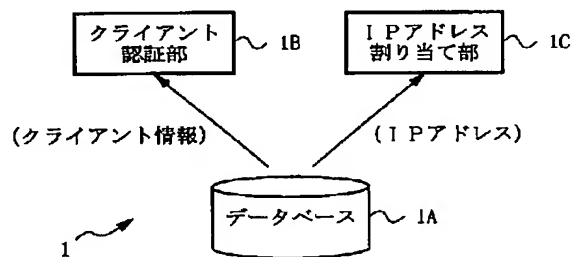 クライアント
認証部
1B
IPアドレス
割り当て部
1C
(クライアント情報)
(IPアドレス)
データベース
1A
1